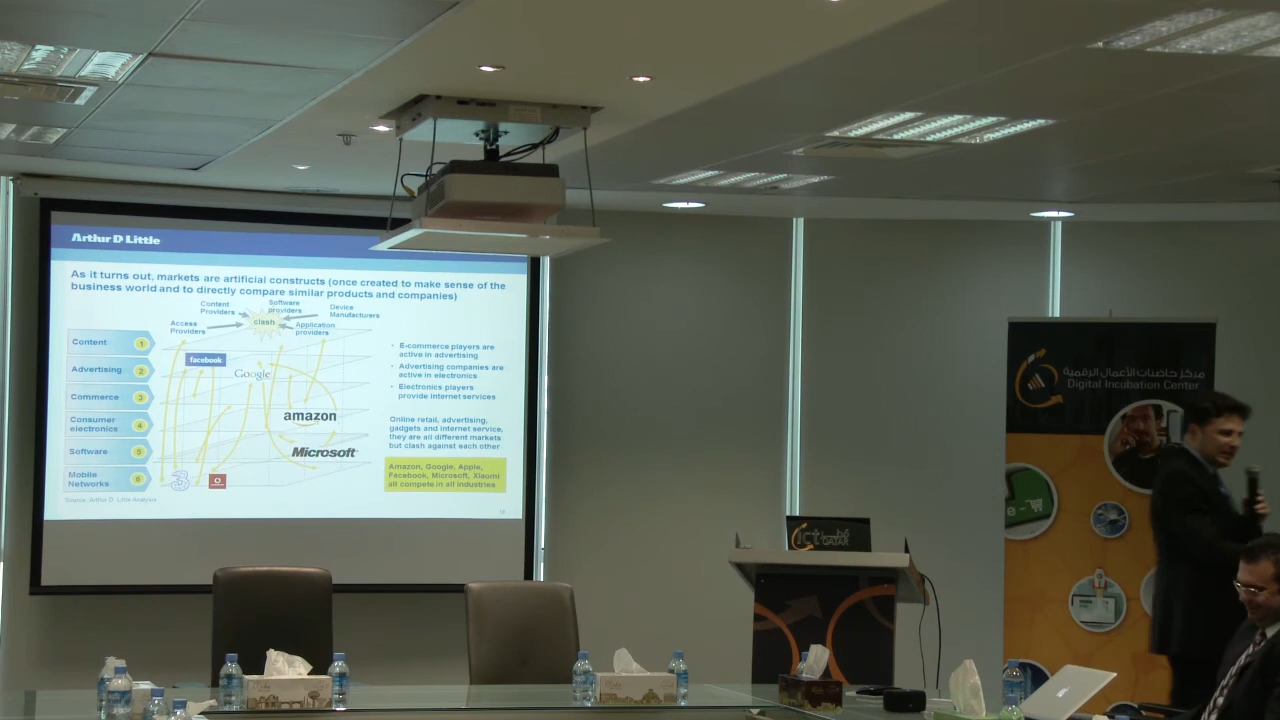 Arthur D Little
As it turns out, markets are artificial constructs (once created to make sense of the
business world and to directly compare similar products and companies)
Content
Providers
Software
providers
Device
Manufacturers
Access
Providers
clash
Application
providers
Content 1
Advertising 2
Commerce 3
Consumer
electronics 4
Software 5
Mobile
Networks 6
facebook
Google
amazon
Microsoft
3
• E-commerce players are
active in advertising
• Advertising companies are
active in electronics
• Electronics players
provide internet services
Online retail, advertising,
gadgets and internet service,
they are all different markets
but clash against each other
Amazon, Google, Apple,
Facebook, Microsoft, Xiaomi
all compete in all industries
Source: Arthur D. Little Analysis
مركز حاضنات الأعمال الرقمية
Digital Incubation Center
e-
ict QATAR